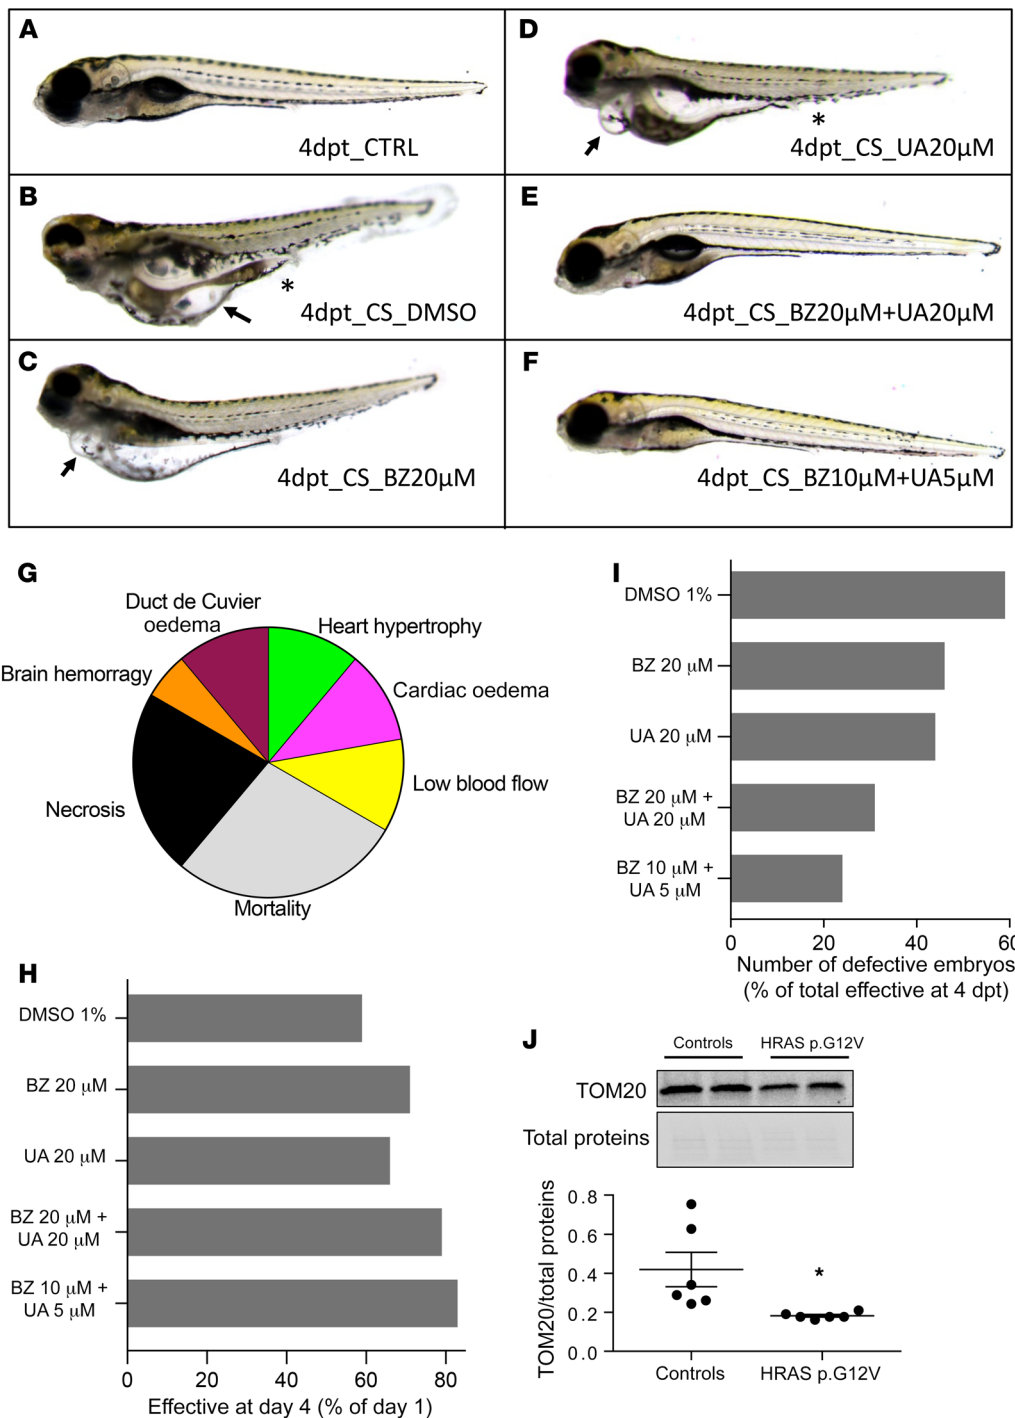 A
4dpt_CTRL
D
*
4dpt_CS_UA20µM
B
*
4dpt_CS_DMSO
E
4dpt_CS_BZ20µM+UA20µM
C
4dpt_CS_BZ20µM
F
4dpt_CS_BZ10µM+UA5µM
G
Duct de Cuvier
oedema
Heart hypertrophy
Brain hemorragy
Cardiac oedema
Low blood flow
Necrosis
Mortality
I
DMSO 1%
BZ 20 µM
UA 20 µM
BZ 20 µM +
UA 20 µM
BZ 10 µM +
UA 5 µM
0 20 40 60
Number of defective embryos
(% of total effective at 4 dpt)
H
DMSO 1%
BZ 20 µM
UA 20 µM
BZ 20 µM +
UA 20 µM
BZ 10 µM +
UA 5 µM
0 20 40 60 80
Effective at day 4 (% of day 1)
J
Controls HRAS p.G12V
TOM20
Total proteins
TOM20/total proteins
0.8
0.6
0.4
0.2
0.0
*
Controls HRAS p.G12V